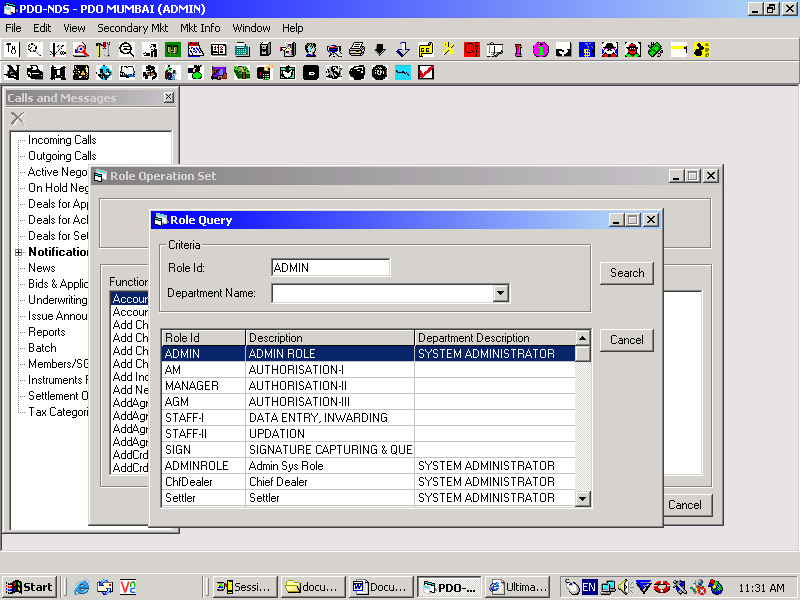 PDO-NDS - PDO MUMBAI (ADMIN)
File Edit View Secondary Mkt Mkt Info Window Help
Calls and Messages
Incoming Calls
Outgoing Calls
Active Nego
On Hold Neg
Deals for Ap
Deals for Ac
Deals for Set
Notification
News
Bids & Applic
Underwriting
Issue Annou
Reports
Batch
Members/SG
Instruments
Settlement O
Tax Categori
Role Operation Set
Function
Accour
Accour
Add Ch
Add Ch
Add Ch
Add Ch
Add Inc
Add Ne
AddAgr
AddAgr
AddAgr
AddAgr
AddCrd
AddCrd
Cancel
Role Query
Criteria
Role Id: ADMIN
Department Name:
Search
Cancel
Role Id Description Department Description
ADMIN ADMIN ROLE SYSTEM ADMINISTRATOR
AM AUTHORISATION-I
MANAGER AUTHORISATION-II
AGM AUTHORISATION-III
STAFF-I DATA ENTRY, INWARDING
STAFF-II UPDATION
SIGN SIGNATURE CAPTURING & QUE
ADMINROLE Admin Sys Role SYSTEM ADMINISTRATOR
ChfDealer Chief Dealer SYSTEM ADMINISTRATOR
Settler Settler SYSTEM ADMINISTRATOR
Start Sessi... docu... Docu... PDO-... Ultima... EN 11:31 AM